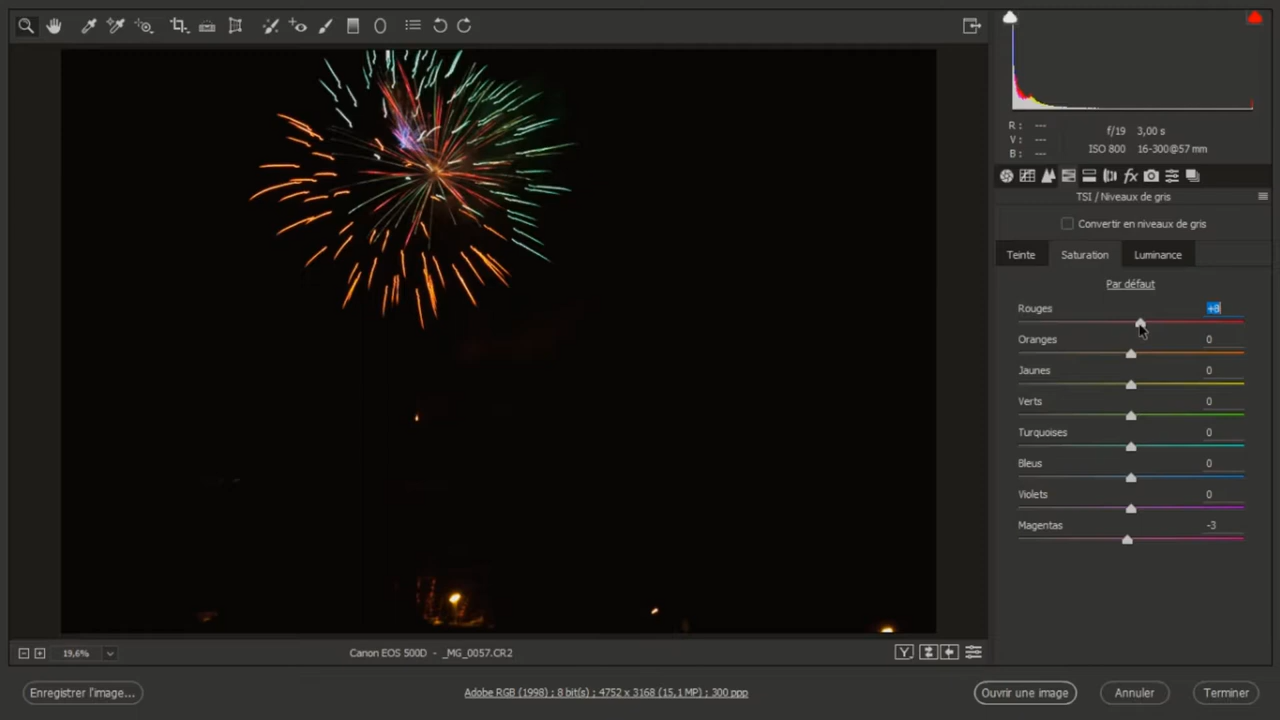 R : ---
V : ---
B : ---
f/19 3,00 s
ISO 800 16-300@57 mm
fx
TSI / Niveaux de gris
Convertir en niveaux de gris
Teinte Saturation Luminance
Par défaut
Rouges +8
Oranges 0
Jaunes 0
Verts 0
Turquoises 0
Bleus 0
Violets 0
Magentas -3
19,6% Canon EOS 500D - _MG_0057.CR2 Y
Enregistrer l'image... Adobe RGB (1998) ; 8 bit(s) ; 4752 x 3168 (15,1 MP) ; 300 ppp Ouvrir une image Annuler Terminer